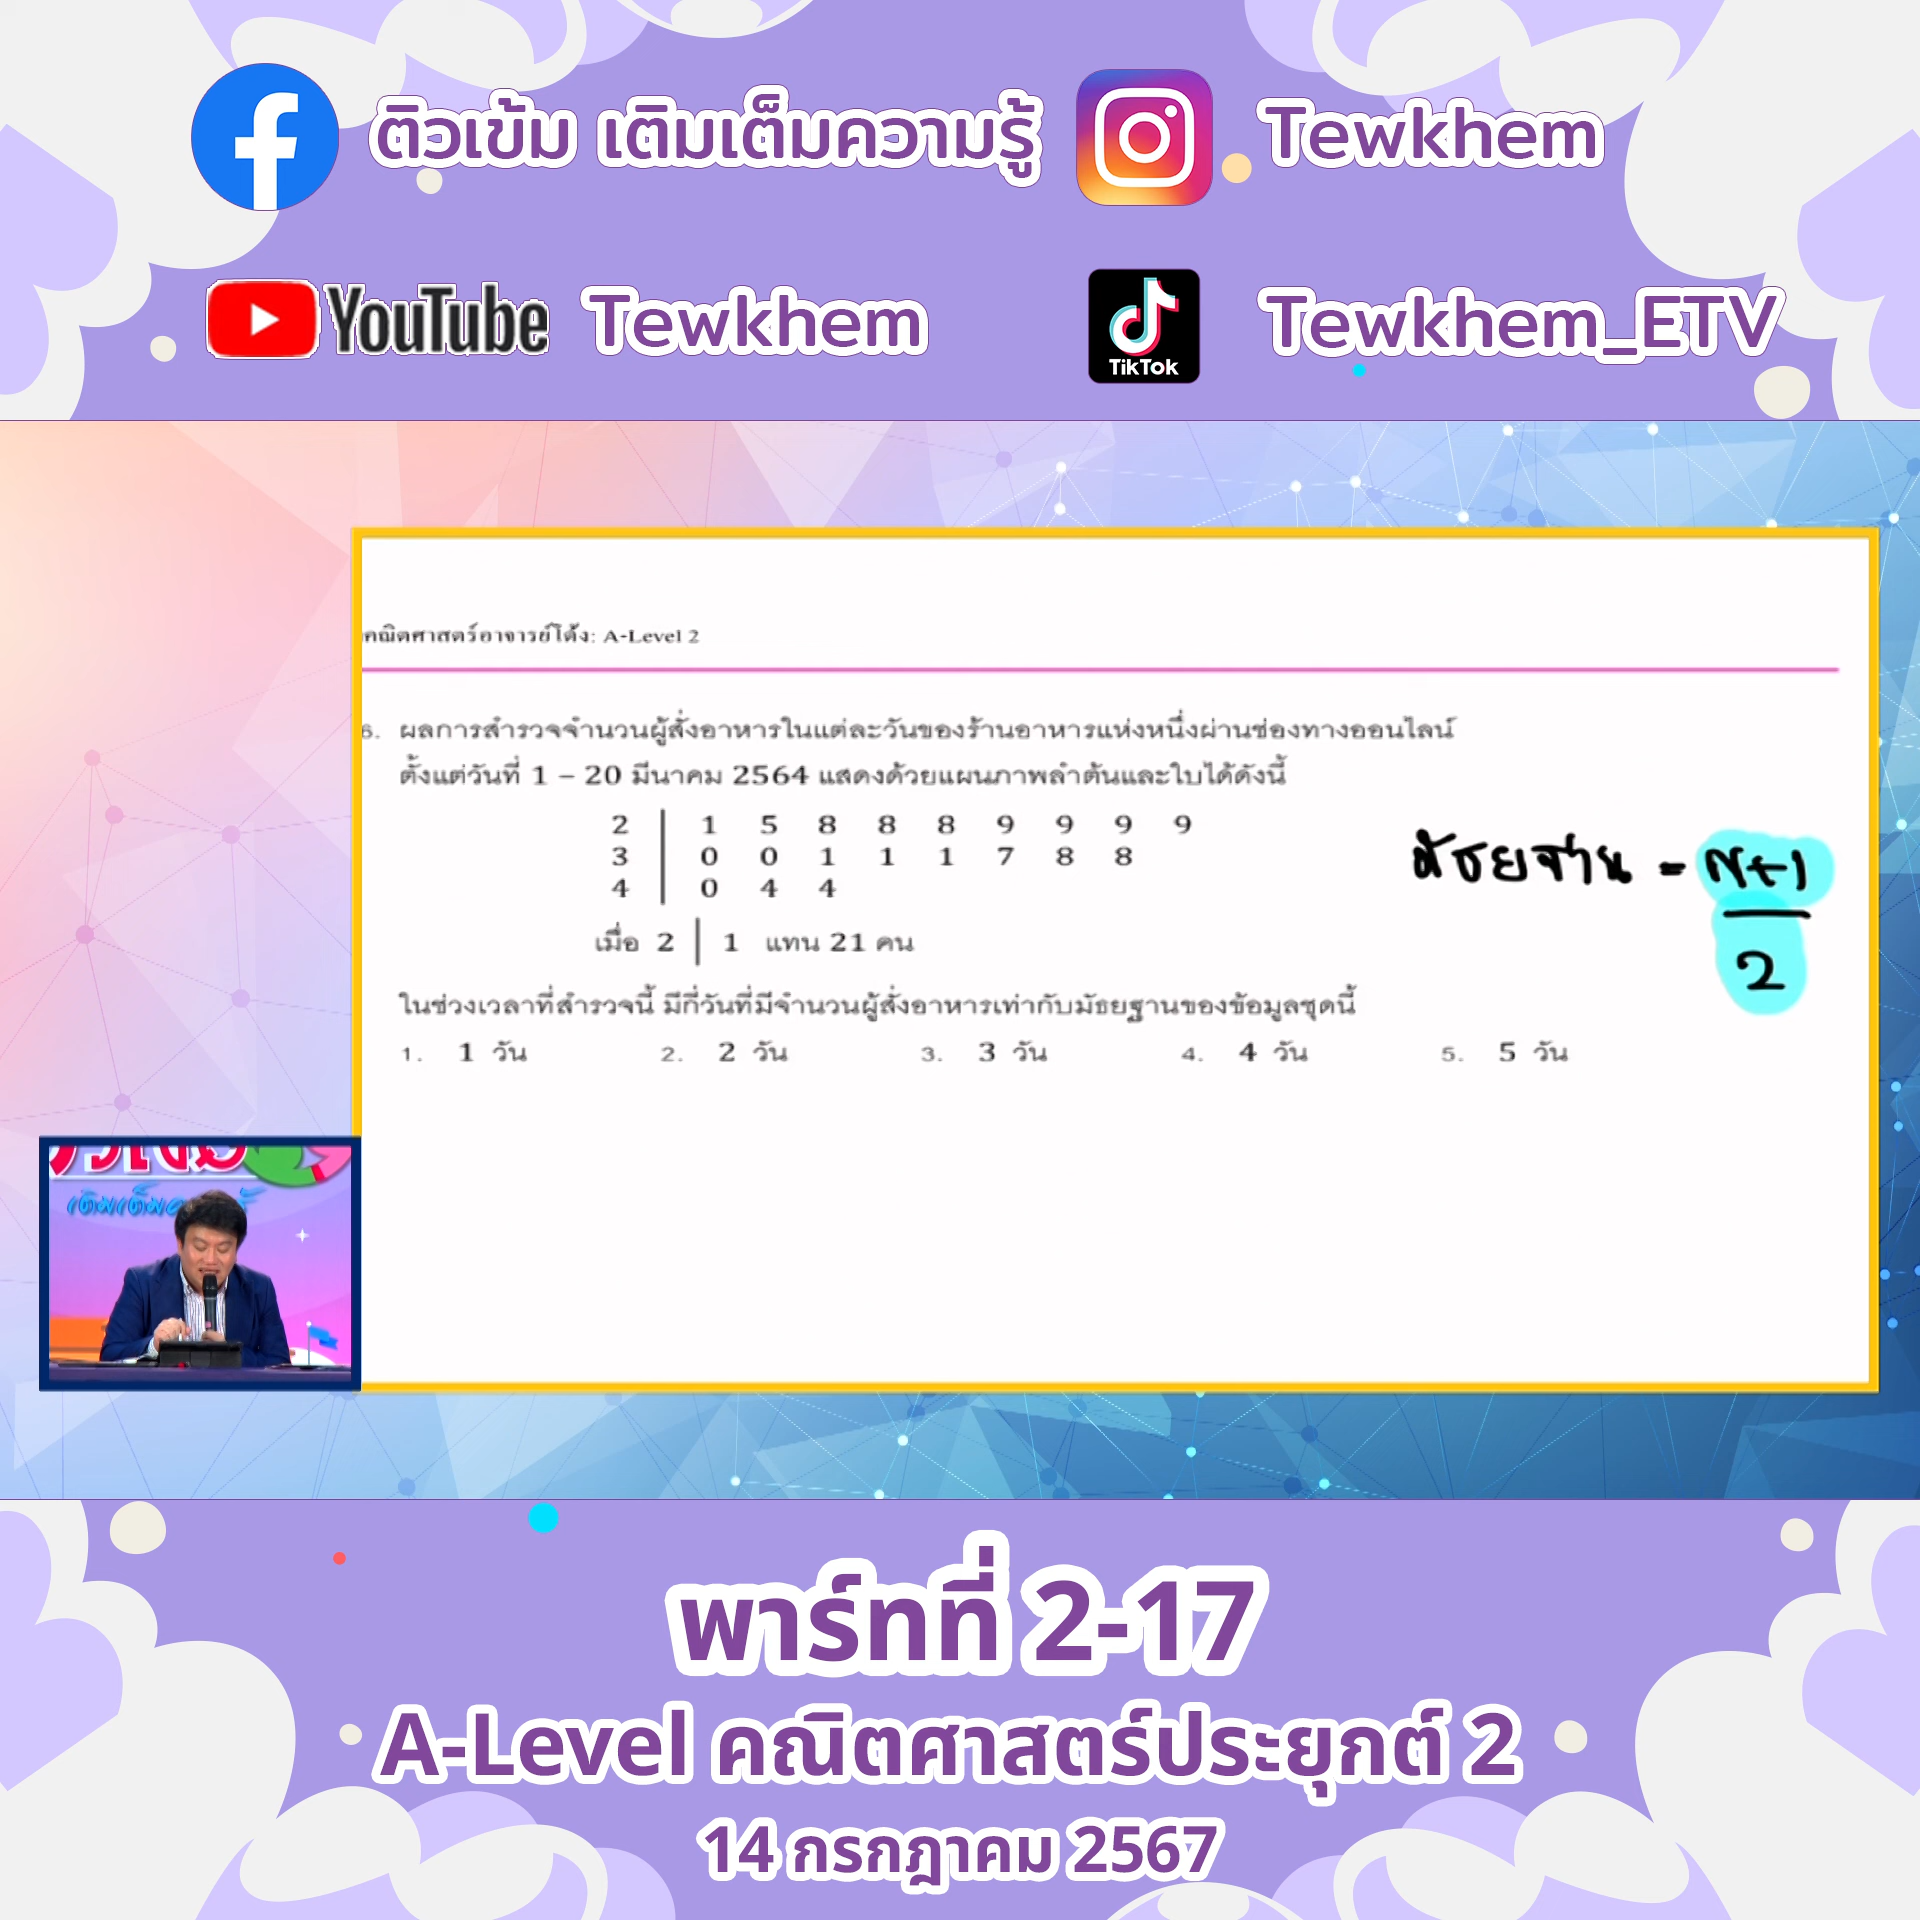 ติวเข้ม เติมเต็มความรู้
Tewkhem
YouTube Tewkhem
TikTok
Tewkhem_ETV
คณิตศาสตร์อาจารย์โด้ง: A-Level 2
6. ผลการสำรวจจำนวนผู้สั่งอาหารในแต่ละวันของร้านอาหารแห่งหนึ่งผ่านช่องทางออนไลน์
ตั้งแต่วันที่ 1 – 20 มีนาคม 2564 แสดงด้วยแผนภาพลำต้นและใบได้ดังนี้
2 | 1 5 8 8 8 9 9 9 9
3 | 0 0 1 1 1 7 8 8
4 | 0 4 4
เมื่อ 2 | 1 แทน 21 คน
มัธยฐาน = N+1
2
ในช่วงเวลาที่สำรวจนี้ มีกี่วันที่มีจำนวนผู้สั่งอาหารเท่ากับมัธยฐานของข้อมูลชุดนี้
1. 1 วัน 2. 2 วัน 3. 3 วัน 4. 4 วัน 5. 5 วัน
พาร์ทที่ 2-17
A-Level คณิตศาสตร์ประยุกต์ 2
14 กรกฎาคม 2567